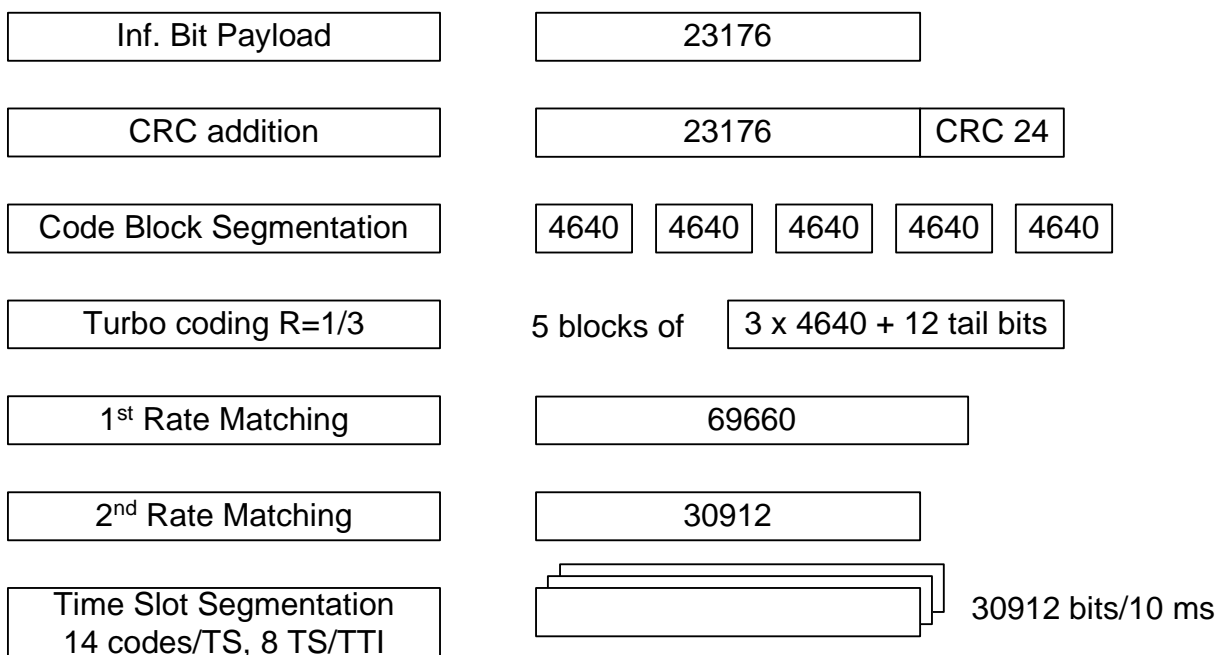 Inf. Bit Payload 23176
CRC addition 23176 CRC 24
Code Block Segmentation 4640 4640 4640 4640 4640
Turbo coding R=1/3 5 blocks of 3 x 4640 + 12 tail bits
1st Rate Matching 69660
2nd Rate Matching 30912
Time Slot Segmentation
14 codes/TS, 8 TS/TTI
30912 bits/10 ms